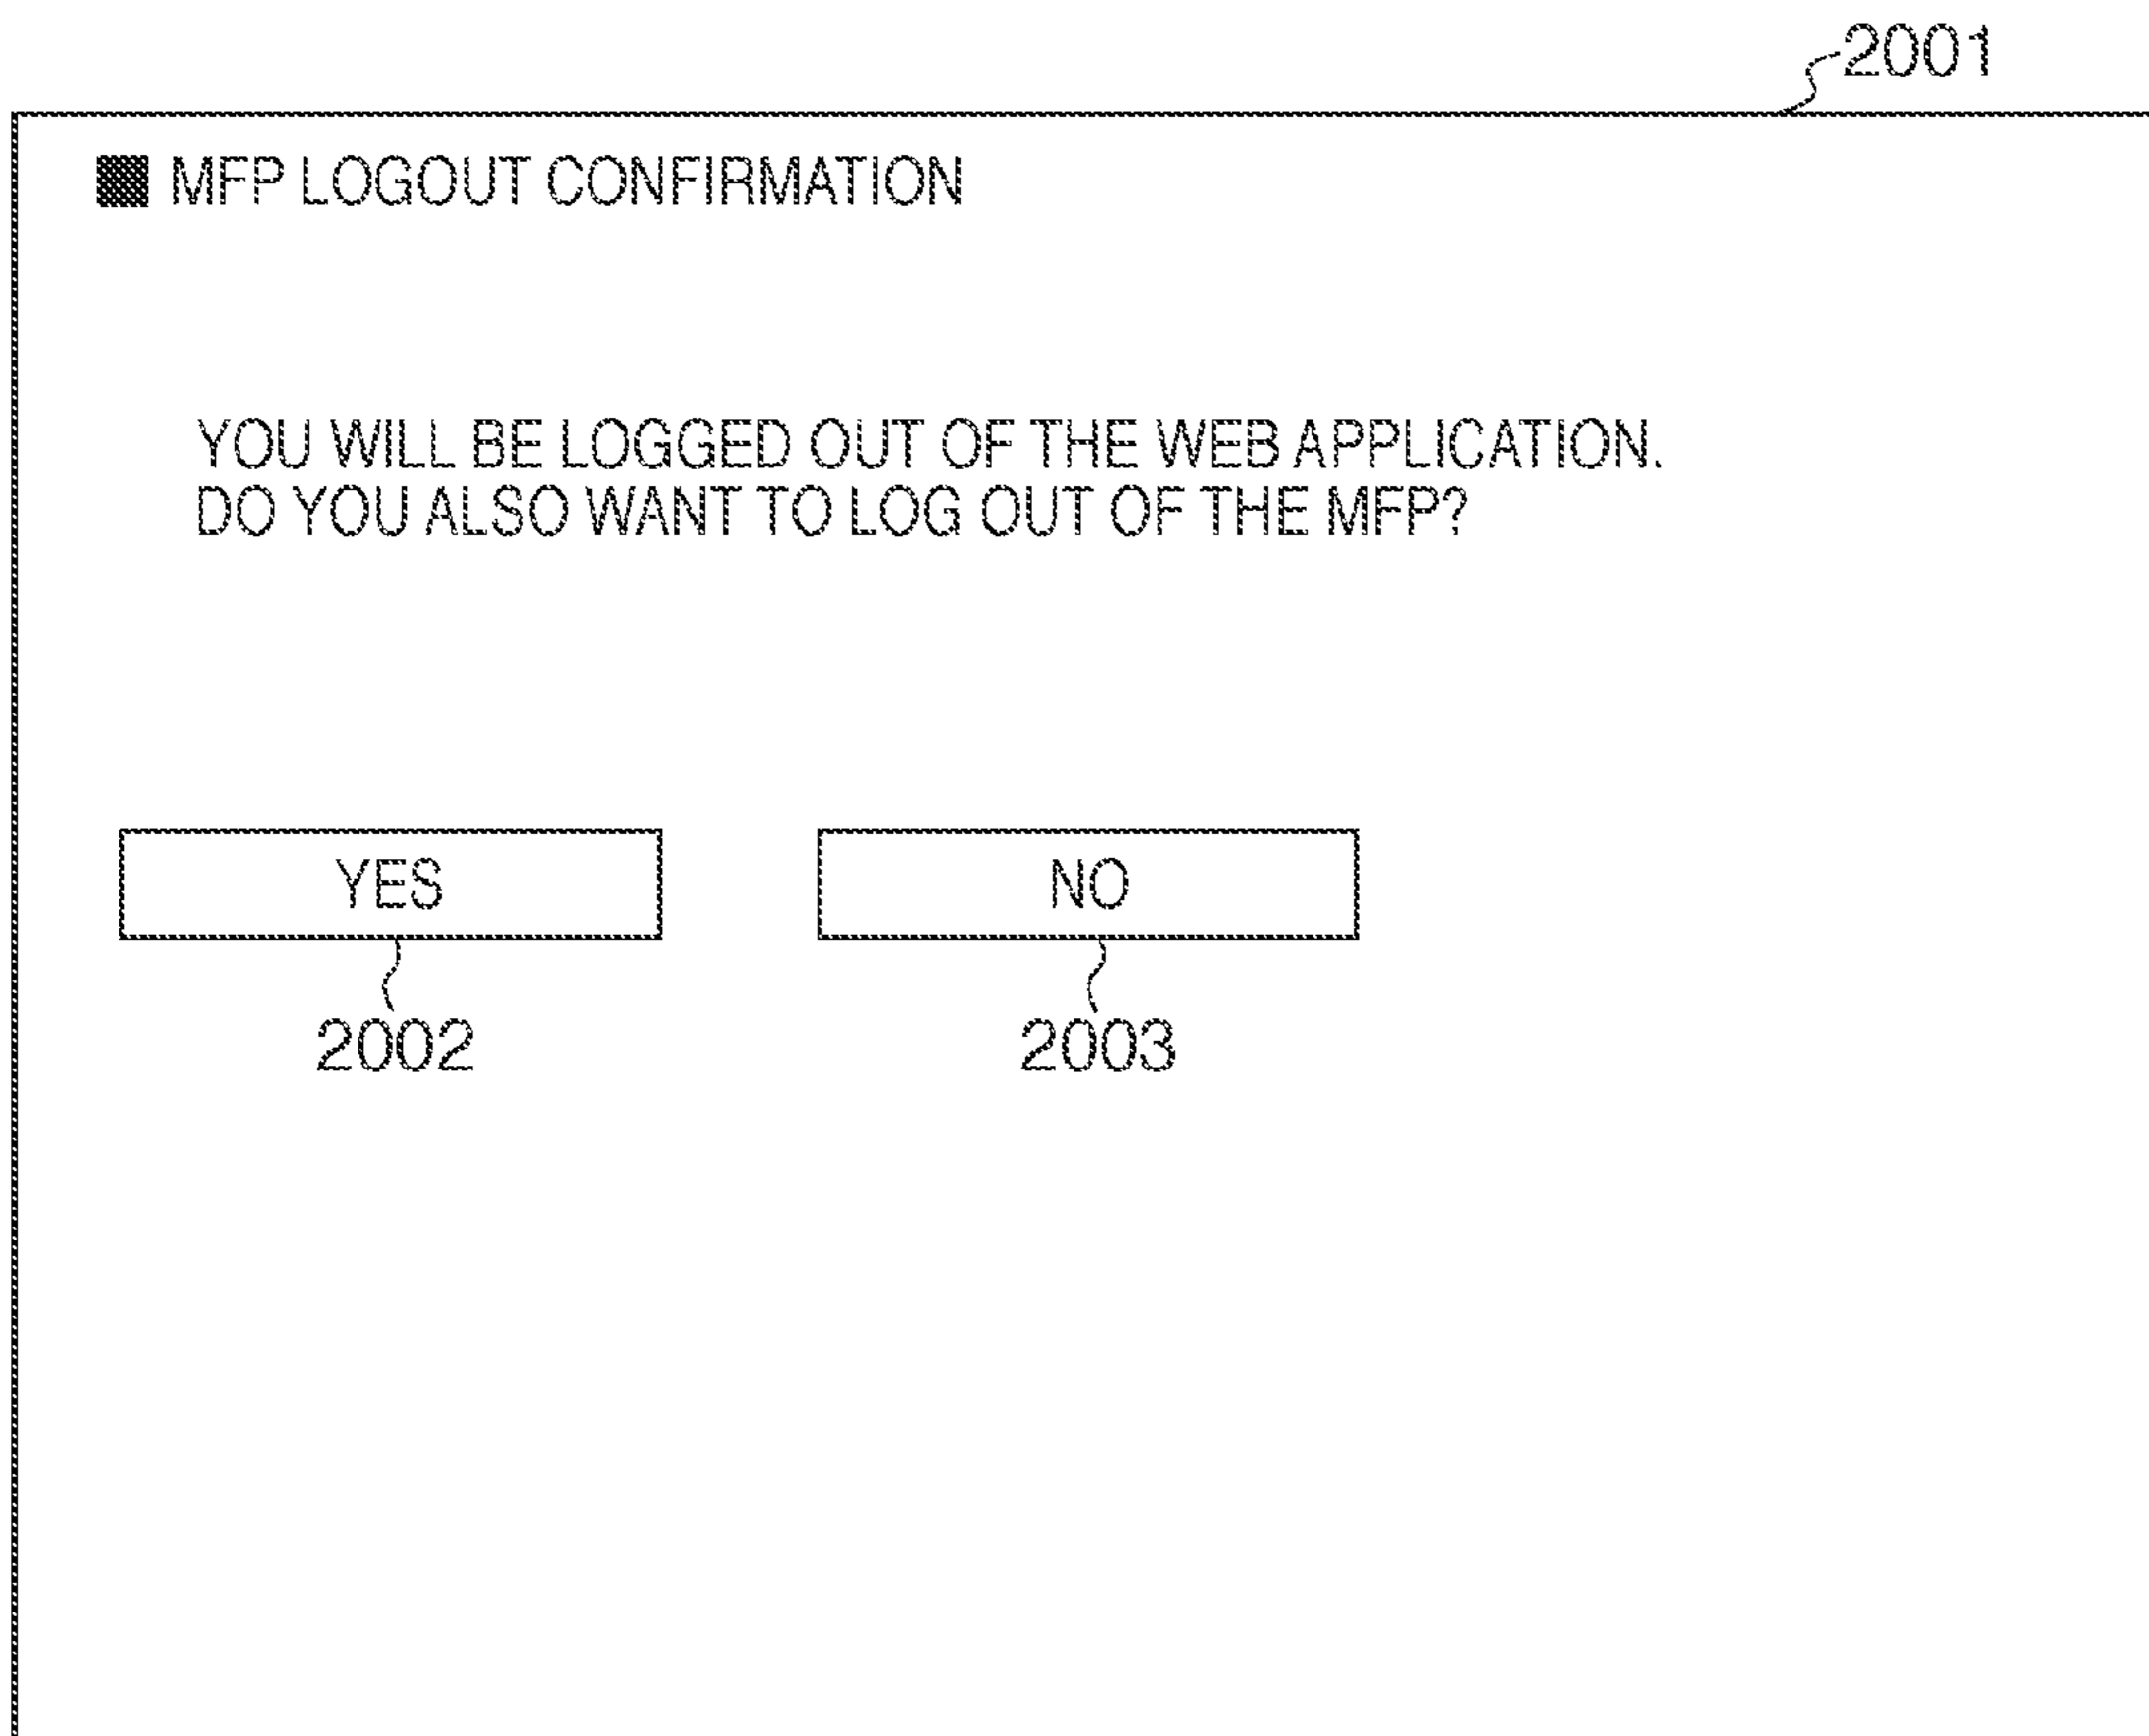 2001
MFP LOGOUT CONFIRMATION
YOU WILL BE LOGGED OUT OF THE WEB APPLICATION.
DO YOU ALSO WANT TO LOG OUT OF THE MFP?
YES NO
2002 2003